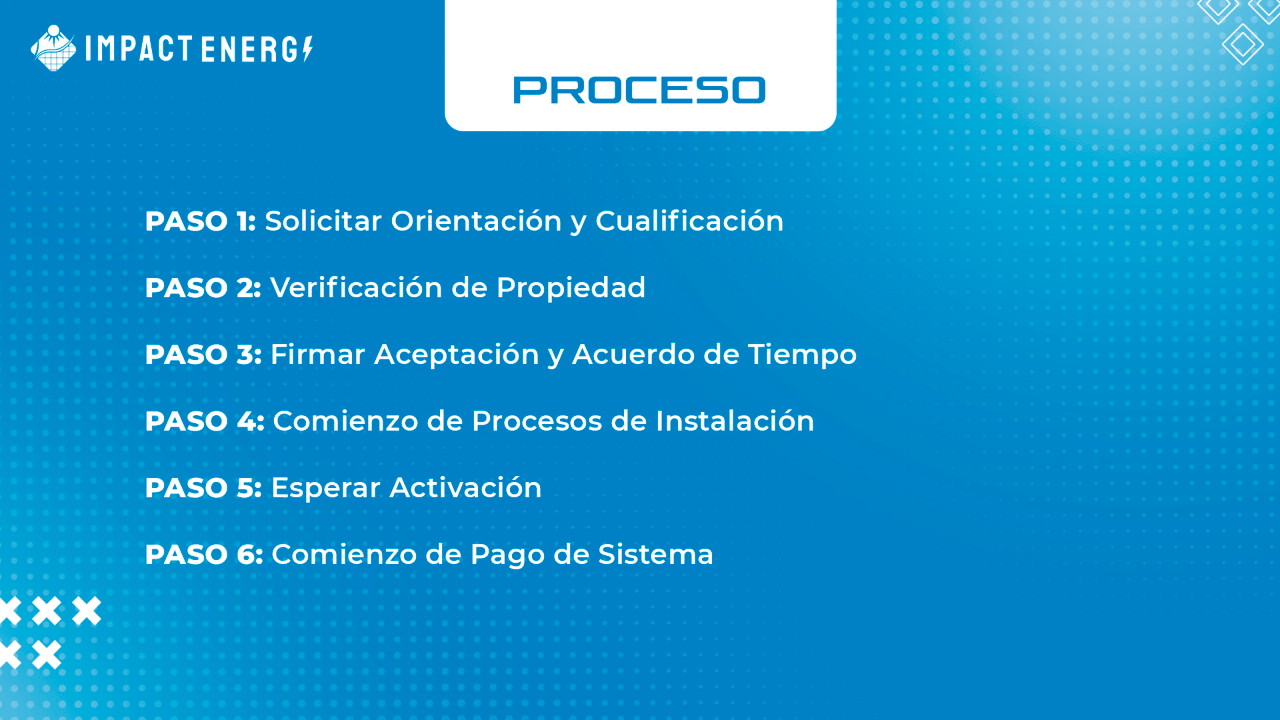 IMPACT ENERGY
PROCESO
PASO 1: Solicitar Orientación y Cualificación
PASO 2: Verificación de Propiedad
PASO 3: Firmar Aceptación y Acuerdo de Tiempo
PASO 4: Comienzo de Procesos de Instalación
PASO 5: Esperar Activación
PASO 6: Comienzo de Pago de Sistema